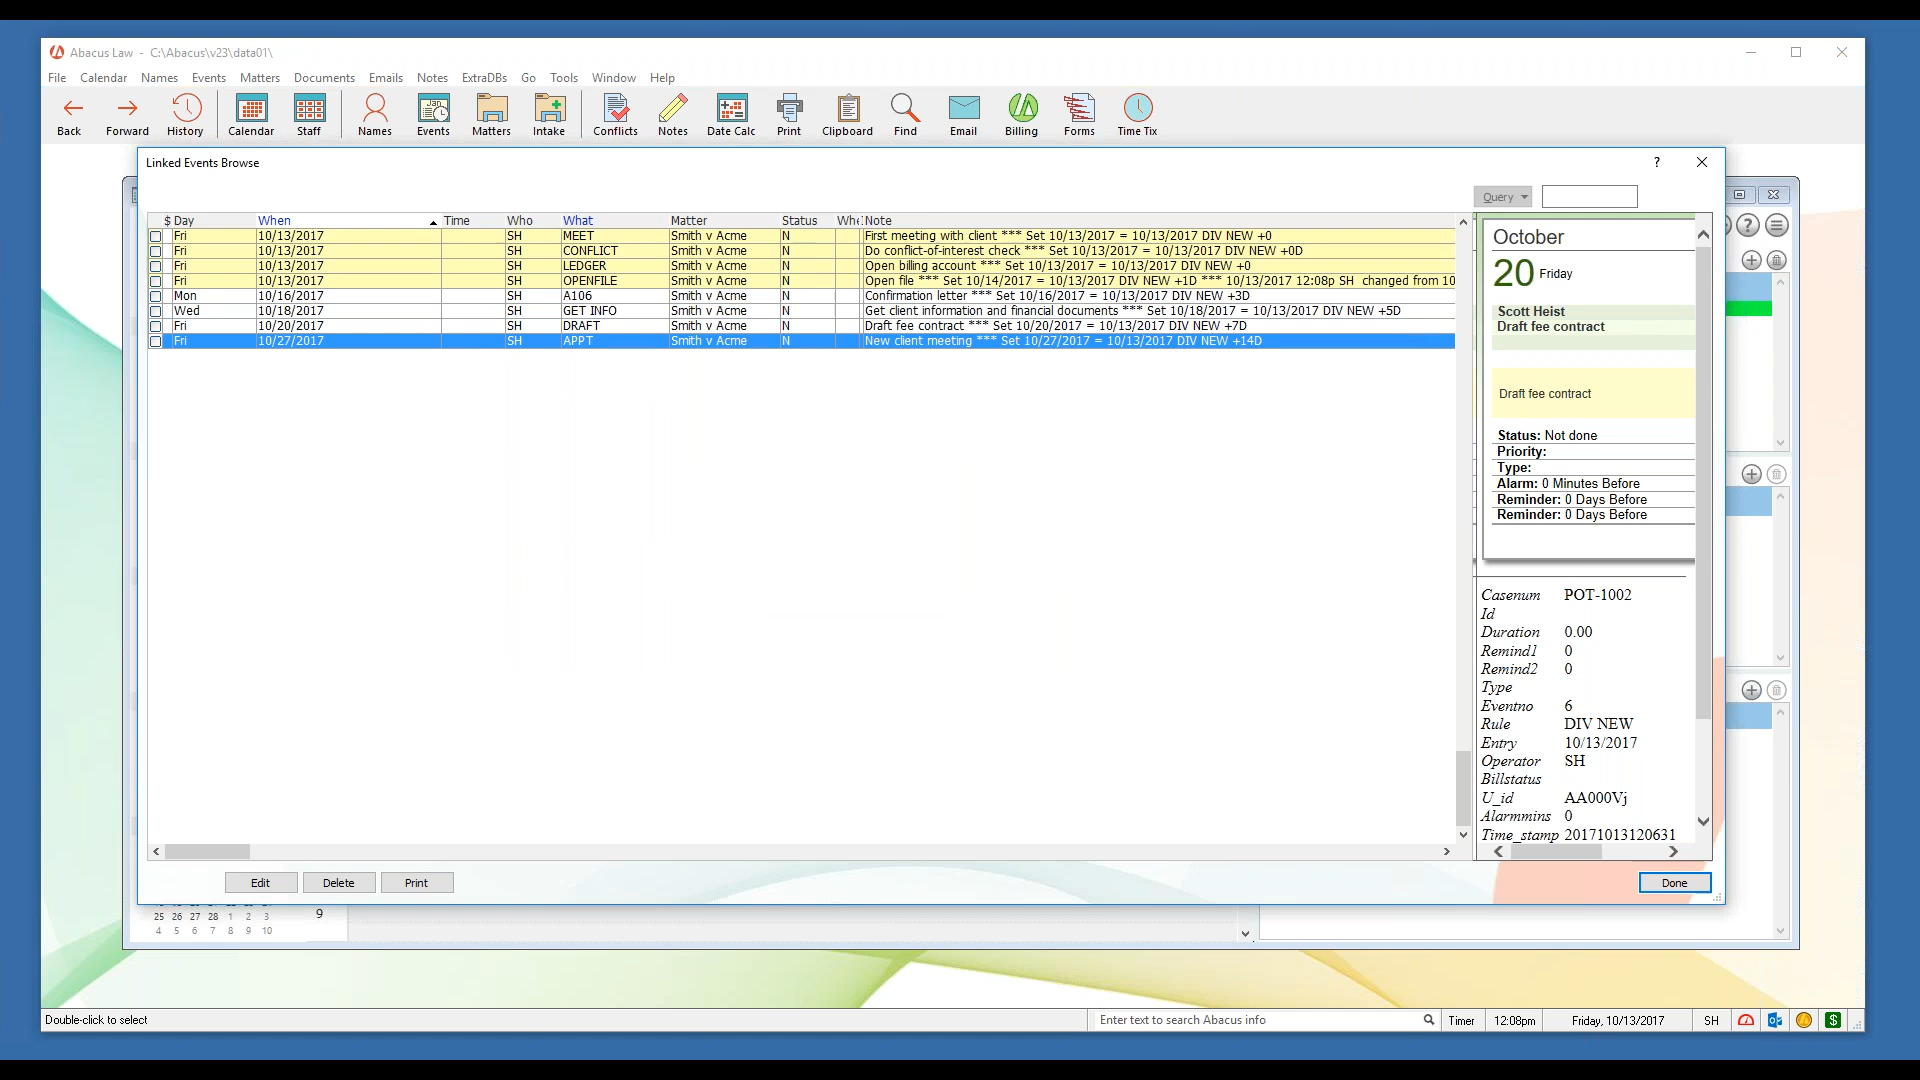 Abacus Law - C:\Abacus\v23\data01\
File Calendar Names Events Matters Documents Emails Notes ExtraDBs Go Tools Window Help
Back Forward History Calendar Staff Names Events Matters Intake Conflicts Notes Date Calc Print Clipboard Find Email Billing Forms Time Tix
Linked Events Browse
Query
$ Day When Time Who What Matter Status Whe Note
Fri 10/13/2017 SH MEET Smith v Acme N First meeting with client *** Set 10/13/2017 = 10/13/2017 DIV NEW +0
Fri 10/13/2017 SH CONFLICT Smith v Acme N Do conflict-of-interest check *** Set 10/13/2017 = 10/13/2017 DIV NEW +0D
Fri 10/13/2017 SH LEDGER Smith v Acme N Open billing account *** Set 10/13/2017 = 10/13/2017 DIV NEW +0
Fri 10/13/2017 SH OPENFILE Smith v Acme N Open file *** Set 10/14/2017 = 10/13/2017 DIV NEW +1D *** 10/13/2017 12:08p SH changed from 10
Mon 10/16/2017 SH A106 Smith v Acme N Confirmation letter *** Set 10/16/2017 = 10/13/2017 DIV NEW +3D
Wed 10/18/2017 SH GET INFO Smith v Acme N Get client information and financial documents *** Set 10/18/2017 = 10/13/2017 DIV NEW +5D
Fri 10/20/2017 SH DRAFT Smith v Acme N Draft fee contract *** Set 10/20/2017 = 10/13/2017 DIV NEW +7D
Fri 10/27/2017 SH APPT Smith v Acme N New client meeting *** Set 10/27/2017 = 10/13/2017 DIV NEW +14D
October
20 Friday
Scott Heist
Draft fee contract
Draft fee contract
Status: Not done
Priority:
Type:
Alarm: 0 Minutes Before
Reminder: 0 Days Before
Reminder: 0 Days Before
Casenum POT-1002
Id
Duration 0.00
Remind1 0
Remind2 0
Type
Eventno 6
Rule DIV NEW
Entry 10/13/2017
Operator SH
Billstatus
U_id AA000Vj
Alarmmins 0
Time_stamp 20171013120631
Edit Delete Print Done
25 26 27 28 1 2 3
4 5 6 7 8 9 10
9
Double-click to select Enter text to search Abacus info Timer 12:08pm Friday, 10/13/2017 SH